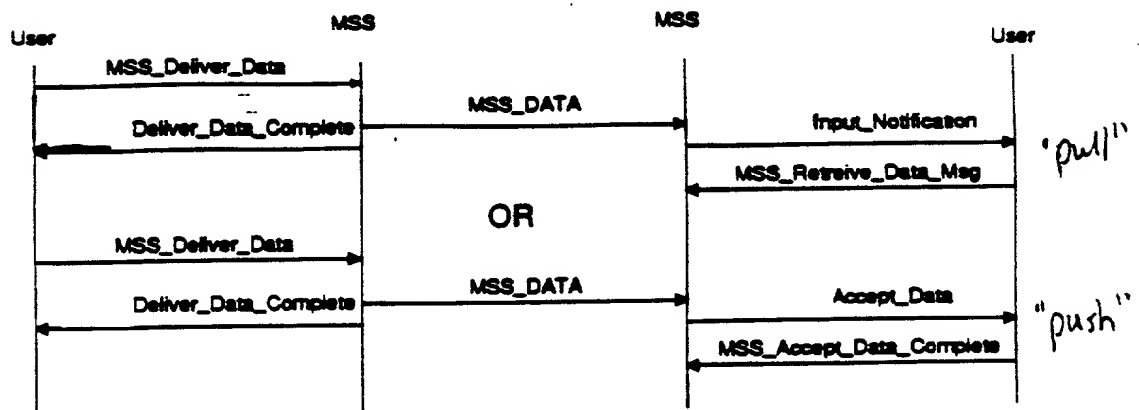 User
MSS
MSS
User
MSS_Deliver_Data
MSS_DATA
Deliver_Data_Complete
Input_Notification
"pull"
MSS_Retreive_Data_Msg
OR
MSS_Deliver_Data
MSS_DATA
Deliver_Data_Complete
Accept_Data
"push"
MSS_Accept_Data_Complete